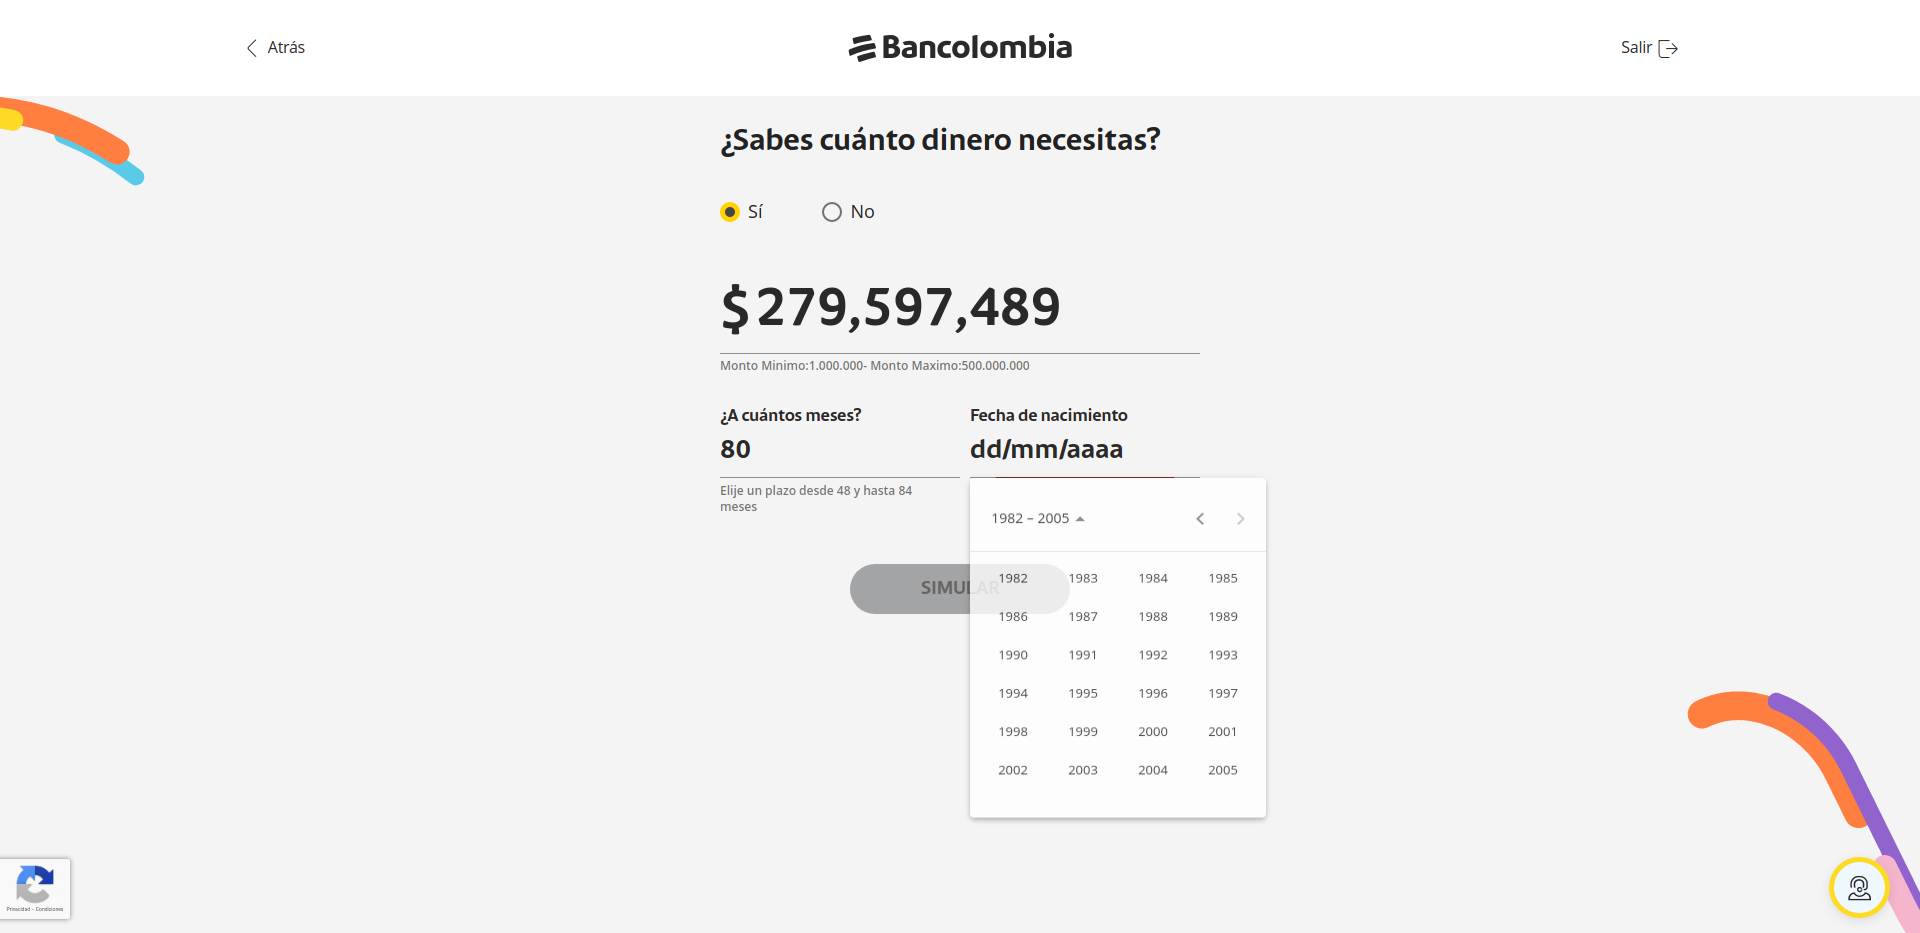 Atrás
Bancolombia
Salir
¿Sabes cuánto dinero necesitas?
Sí No
$ 279,597,489
Monto Minimo:1.000.000- Monto Maximo:500.000.000
¿A cuántos meses?
80
Elije un plazo desde 48 y hasta 84
meses
Fecha de nacimiento
dd/mm/aaaa
SIMULAR
1982 – 2005
1982 1983 1984 1985
1986 1987 1988 1989
1990 1991 1992 1993
1994 1995 1996 1997
1998 1999 2000 2001
2002 2003 2004 2005
Privacidad - Condiciones